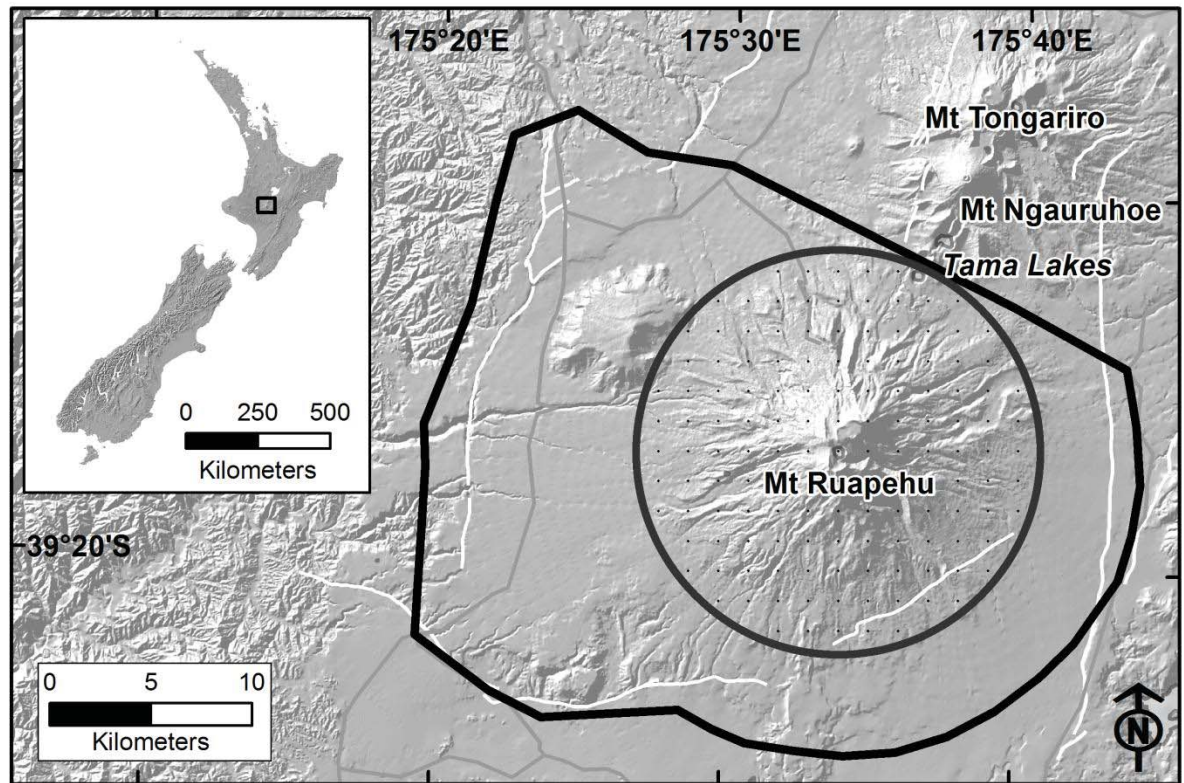 175°20'E 175°30'E 175°40'E
Mt Tongariro
Mt Ngauruhoe
Tama Lakes
0 250 500
Kilometers
Mt Ruapehu
39°20'S
0 5 10
Kilometers
N